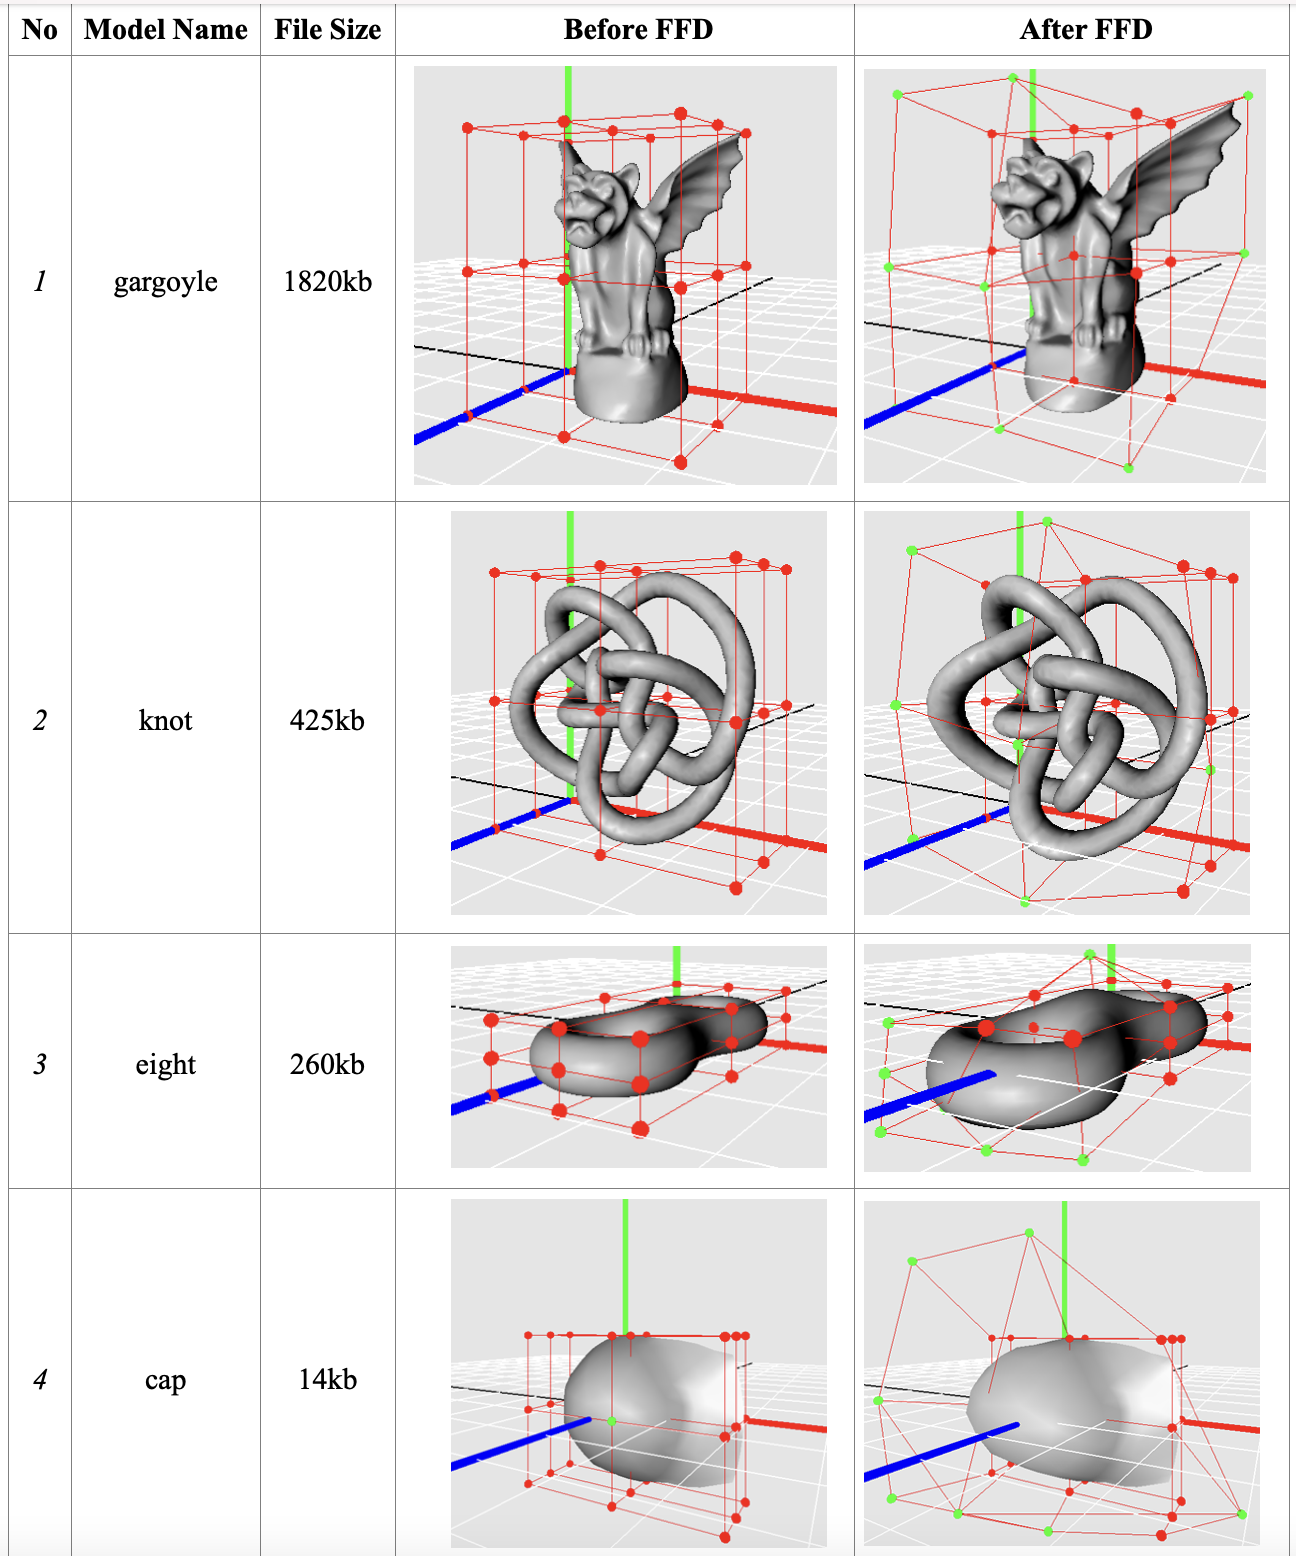 No Model Name File Size Before FFD After FFD
1 gargoyle 1820kb
2 knot 425kb
3 eight 260kb
4 cap 14kb